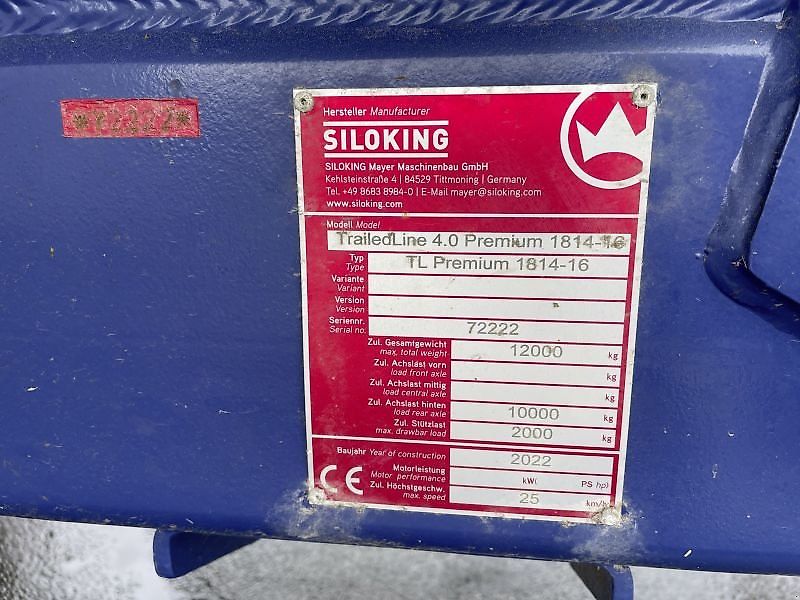 *72222*
Hersteller Manufacturer
SILOKING
SILOKING Mayer Maschinenbau GmbH
Kehlsteinstraße 4 | 84529 Tittmoning | Germany
Tel. +49 8683 8984-0 | E-Mail mayer@siloking.com
www.siloking.com
Modell Model
TrailedLine 4.0 Premium 1814-16
Typ
Type
TL Premium 1814-16
Variante
Variant
Version
Version
Seriennr.
Serial no.
72222
Zul. Gesamtgewicht
max. total weight
12000 kg
Zul. Achslast vorn
load front axle
kg
Zul. Achslast mittig
load central axle
kg
Zul. Achslast hinten
load rear axle
10000 kg
Zul. Stützlast
max. drawbar load
2000 kg
Baujahr Year of construction
2022
Motorleistung
Motor performance
kW( PS hp)
Zul. Höchstgeschw.
max. speed
25 km/h
CE